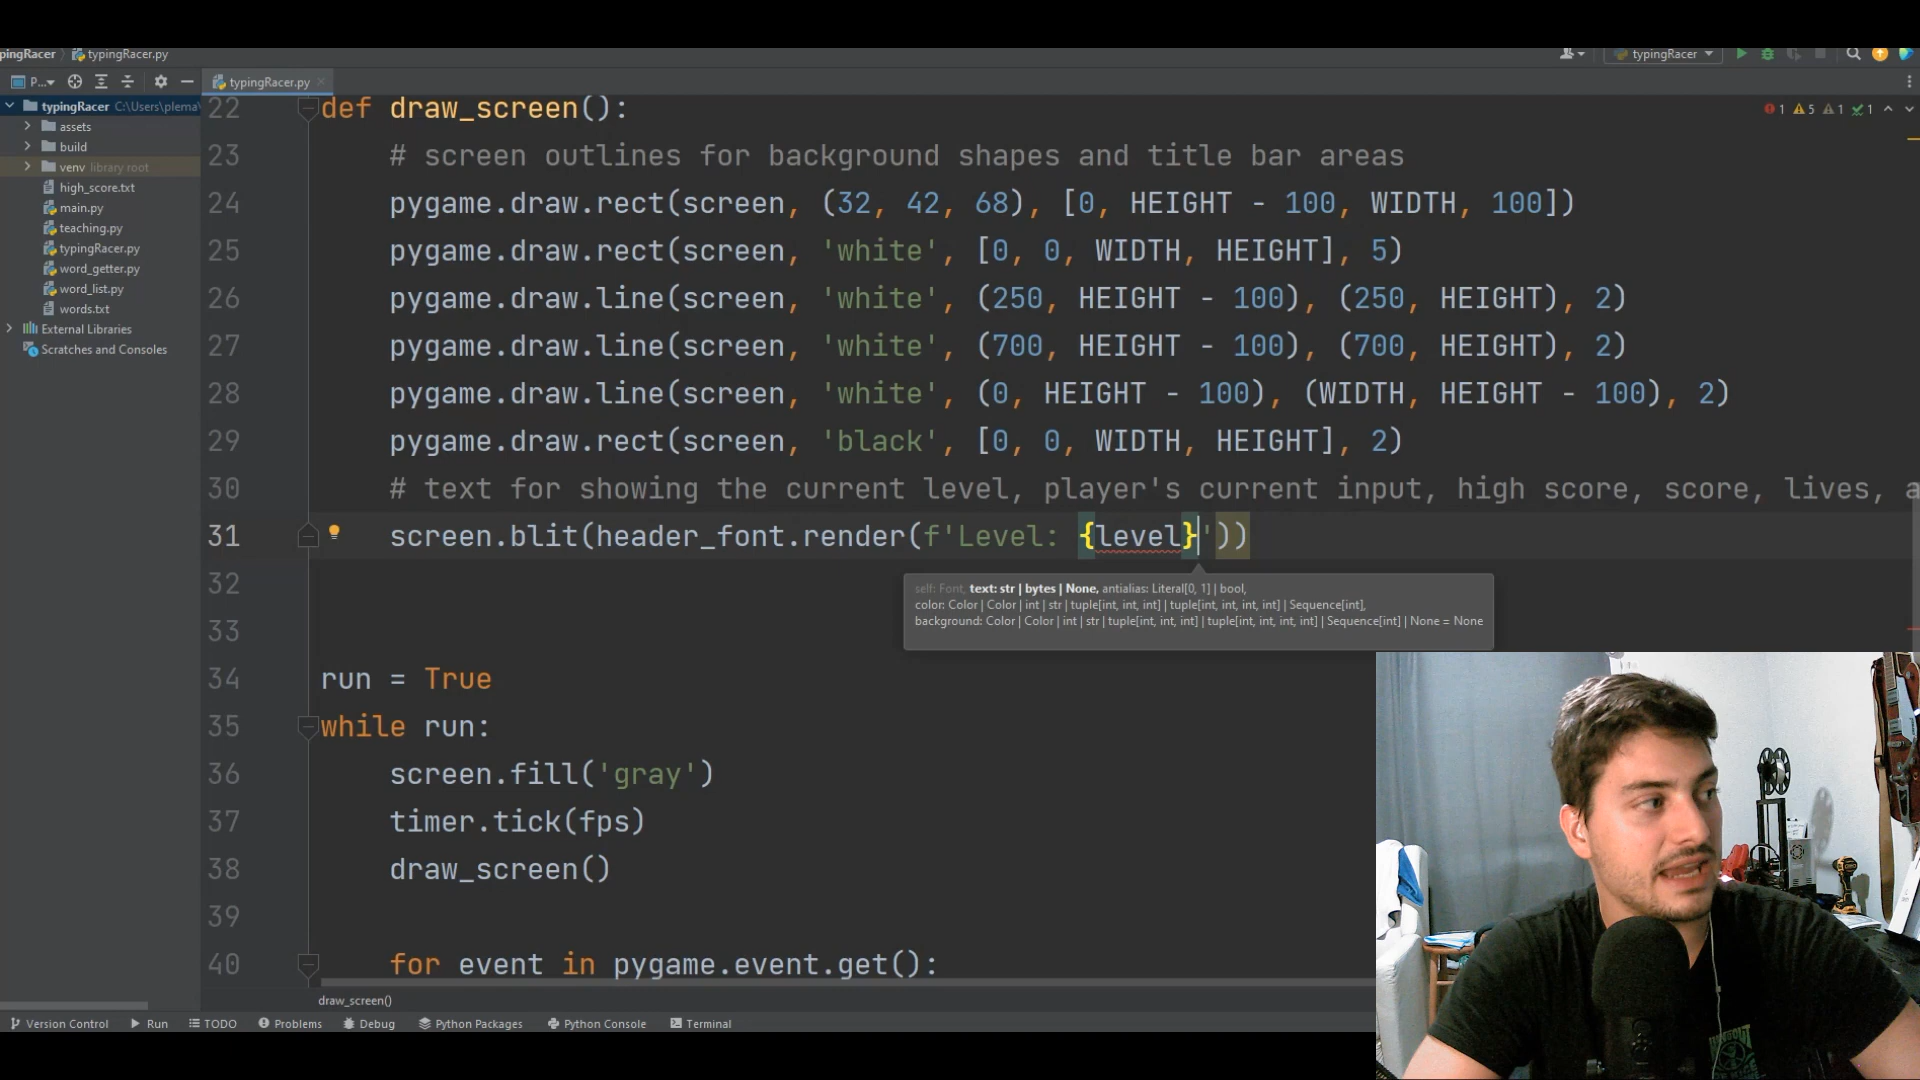 pingRacer typingRacer.py
typingRacer
P...
typingRacer.py
typingRacer C:\Users\plema\
assets
build
venv library root
high_score.txt
main.py
teaching.py
typingRacer.py
word_getter.py
word_list.py
words.txt
External Libraries
Scratches and Consoles
1 5 1 1
22 def draw_screen():
23 # screen outlines for background shapes and title bar areas
24 pygame.draw.rect(screen, (32, 42, 68), [0, HEIGHT - 100, WIDTH, 100])
25 pygame.draw.rect(screen, 'white', [0, 0, WIDTH, HEIGHT], 5)
26 pygame.draw.line(screen, 'white', (250, HEIGHT - 100), (250, HEIGHT), 2)
27 pygame.draw.line(screen, 'white', (700, HEIGHT - 100), (700, HEIGHT), 2)
28 pygame.draw.line(screen, 'white', (0, HEIGHT - 100), (WIDTH, HEIGHT - 100), 2)
29 pygame.draw.rect(screen, 'black', [0, 0, WIDTH, HEIGHT], 2)
30 # text for showing the current level, player's current input, high score, score, lives, a
31 screen.blit(header_font.render(f'Level: {level}'))
self: Font, text: str | bytes | None, antialias: Literal[0, 1] | bool,
color: Color | Color | int | str | tuple[int, int, int] | tuple[int, int, int, int] | Sequence[int],
background: Color | Color | int | str | tuple[int, int, int] | tuple[int, int, int, int] | Sequence[int] | None = None
32
33
34 run = True
35 while run:
36 screen.fill('gray')
37 timer.tick(fps)
38 draw_screen()
39
40 for event in pygame.event.get():
draw_screen()
Version Control Run TODO Problems Debug Python Packages Python Console Terminal